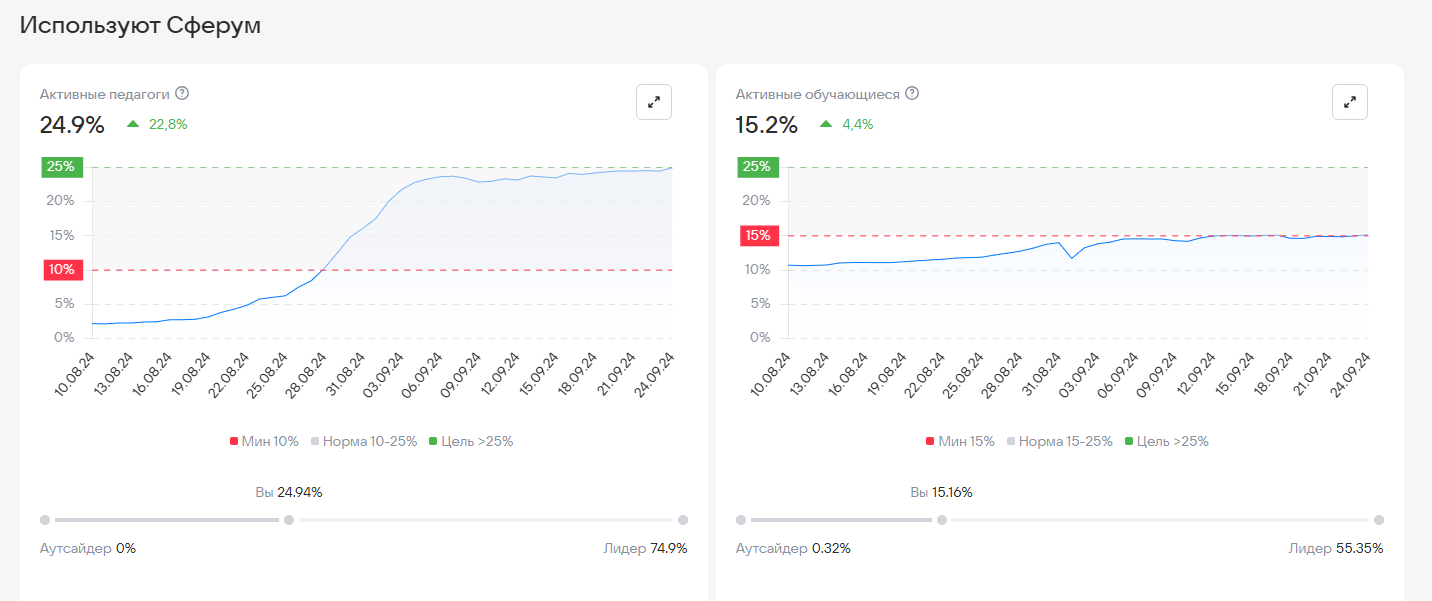 Используют Сферум
Активные педагоги
24.9% 22,8%
25%
20%
15%
10%
5%
0%
10.08.24 13.08.24 16.08.24 19.08.24 22.08.24 25.08.24 28.08.24 31.08.24 03.09.24 06.09.24 09.09.24 12.09.24 15.09.24 18.09.24 21.09.24 24.09.24
Мин 10% Норма 10-25% Цель >25%
Вы 24.94%
Аутсайдер 0% Лидер 74.9%
Активные обучающиеся
15.2% 4,4%
25%
20%
15%
10%
5%
0%
10.08.24 13.08.24 16.08.24 19.08.24 22.08.24 25.08.24 28.08.24 31.08.24 03.09.24 06.09.24 09.09.24 12.09.24 15.09.24 18.09.24 21.09.24 24.09.24
Мин 15% Норма 15-25% Цель >25%
Вы 15.16%
Аутсайдер 0.32% Лидер 55.35%